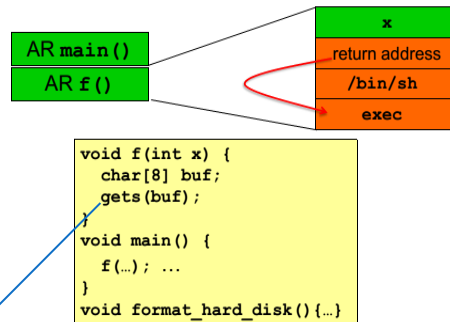 x
AR main()
return address
AR f()
/bin/sh
exec
void f(int x) {
char[8] buf;
gets(buf);
}
void main() {
f(…); …
}
void format_hard_disk(){…}